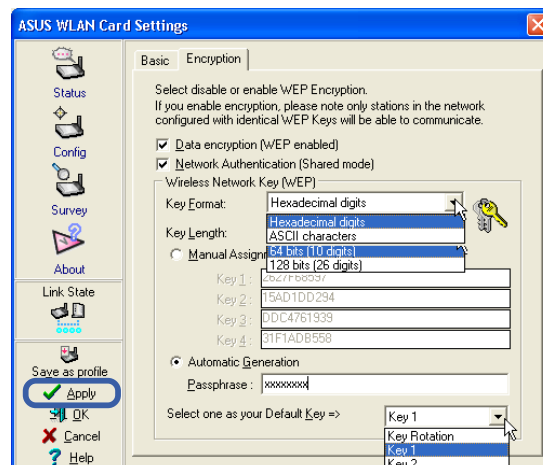 ASUS WLAN Card Settings
Status
Config
Survey
About
Link State
Save as profile
Apply
OK
Cancel
Help
Basic
Encryption
Select disable or enable WEP Encryption.
If you enable encryption, please note only stations in the network
configured with identical WEP Keys will be able to communicate.
Data encryption (WEP enabled)
Network Authentication (Shared mode)
Wireless Network Key (WEP)
Key Format:
Hexadecimal digits
Hexadecimal digits
ASCII characters
Key Length:
64 bits (10 digits)
128 bits (26 digits)
Manual Assign
Key 1 :
2627F68597
Key 2 :
15AD1DD294
Key 3 :
DDC4761939
Key 4 :
31F1ADB558
Automatic Generation
Passphrase :
xxxxxxxx
Select one as your Default Key =>
Key 1
Key Rotation
Key 1
Key 2